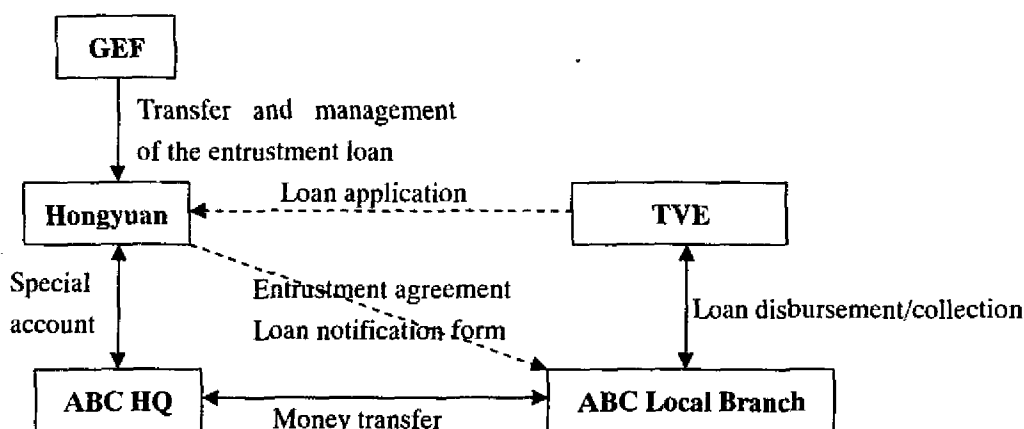 GEF
Transfer and management
of the entrustment loan
Loan application
Hongyuan
TVE
Special
account
Entrustment agreement
Loan notification form
Loan disbursement/collection
ABC HQ
Money transfer
ABC Local Branch